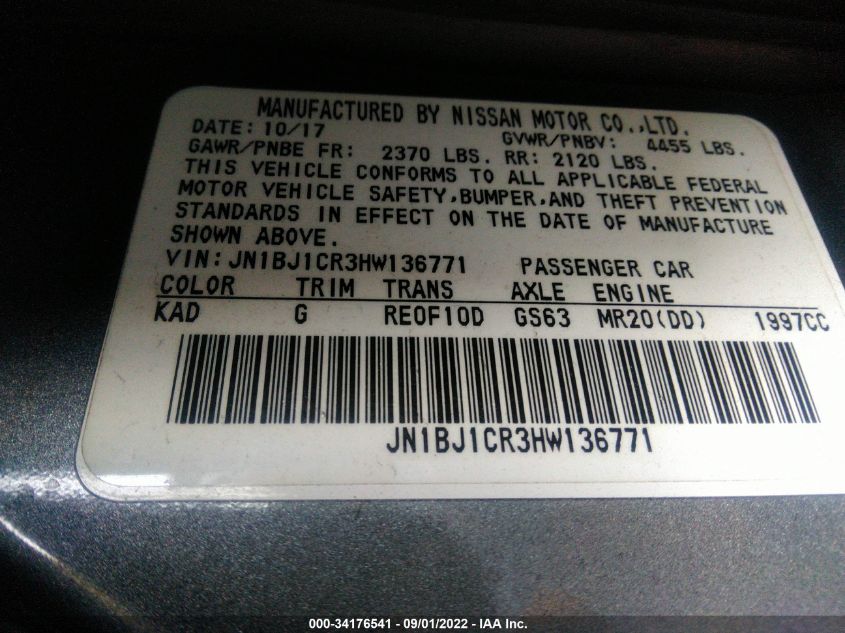 MANUFACTURED BY NISSAN MOTOR CO.,LTD.
DATE: 10/17 GVWR/PNBV: 4455 LBS.
GAWR/PNBE FR: 2370 LBS. RR: 2120 LBS.
THIS VEHICLE CONFORMS TO ALL APPLICABLE FEDERAL
MOTOR VEHICLE SAFETY,BUMPER,AND THEFT PREVENTION
STANDARDS IN EFFECT ON THE DATE OF MANUFACTURE
SHOWN ABOVE.
VIN: JN1BJ1CR3HW136771 PASSENGER CAR
COLOR TRIM TRANS AXLE ENGINE
KAD G RE0F10D GS63 MR20(DD) 1997CC
JN1BJ1CR3HW136771
000-34176541 - 09/01/2022 - IAA Inc.